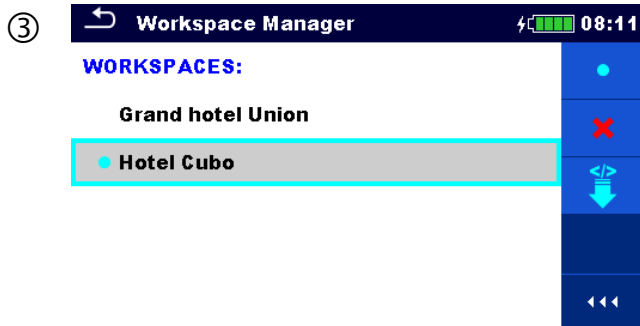 ③
Workspace Manager 08:11
WORKSPACES:
Grand hotel Union
Hotel Cubo
</>